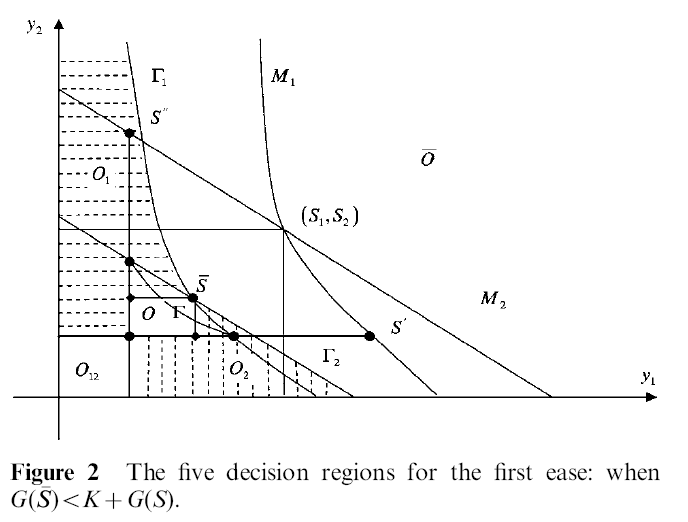 y₂
Γ₁
M₁
S″
O̅
O₁
(S₁, S₂)
S̅
M₂
O Γ
S′
Γ₂
O₁₂
O₂
y₁
Figure 2 The five decision regions for the first ease: when
G(S̅) < K + G(S).